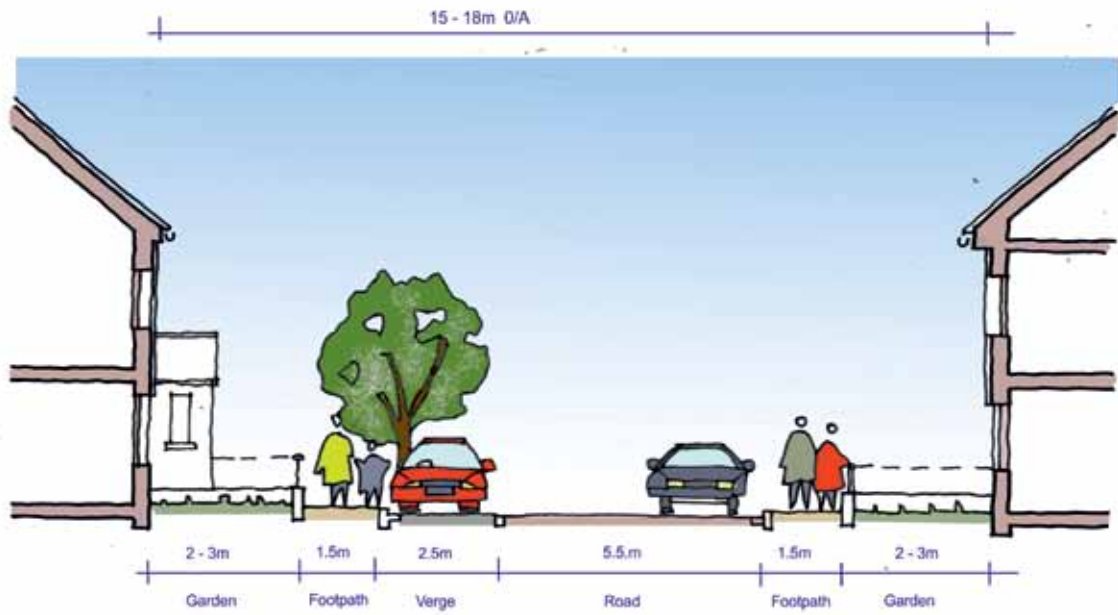 15 - 18m 0/A
2 - 3m 1.5m 2.5m 5.5.m 1.5m 2 - 3m
Garden Footpath Verge Road Footpath Garden